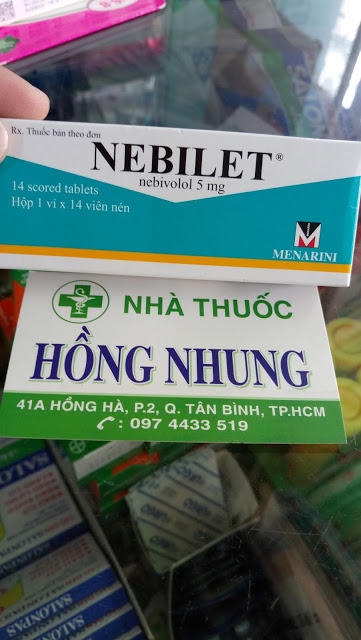 Rx. Thuốc bán theo đơn
NEBILET®
nebivolol 5 mg
14 scored tablets
Hộp 1 vỉ x 14 viên nén
MENARINI
NHÀ THUỐC
HỒNG NHUNG
41A HỒNG HÀ, P.2, Q. TÂN BÌNH, TP.HCM
: 097 4433 519
SALONPAS
SALONPAS